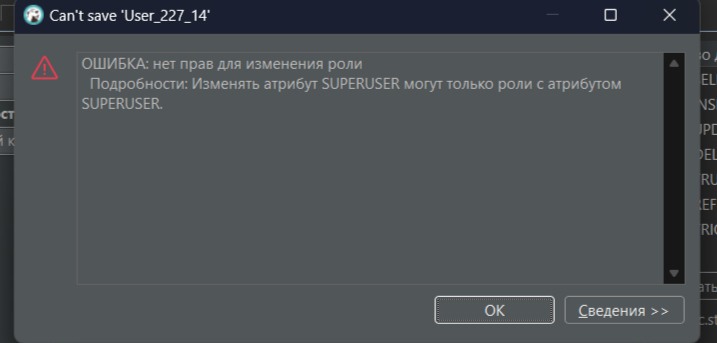 Can't save 'User_227_14'
ОШИБКА: нет прав для изменения роли
Подробности: Изменять атрибут SUPERUSER могут только роли с атрибутом
SUPERUSER.
OK
Сведения >>